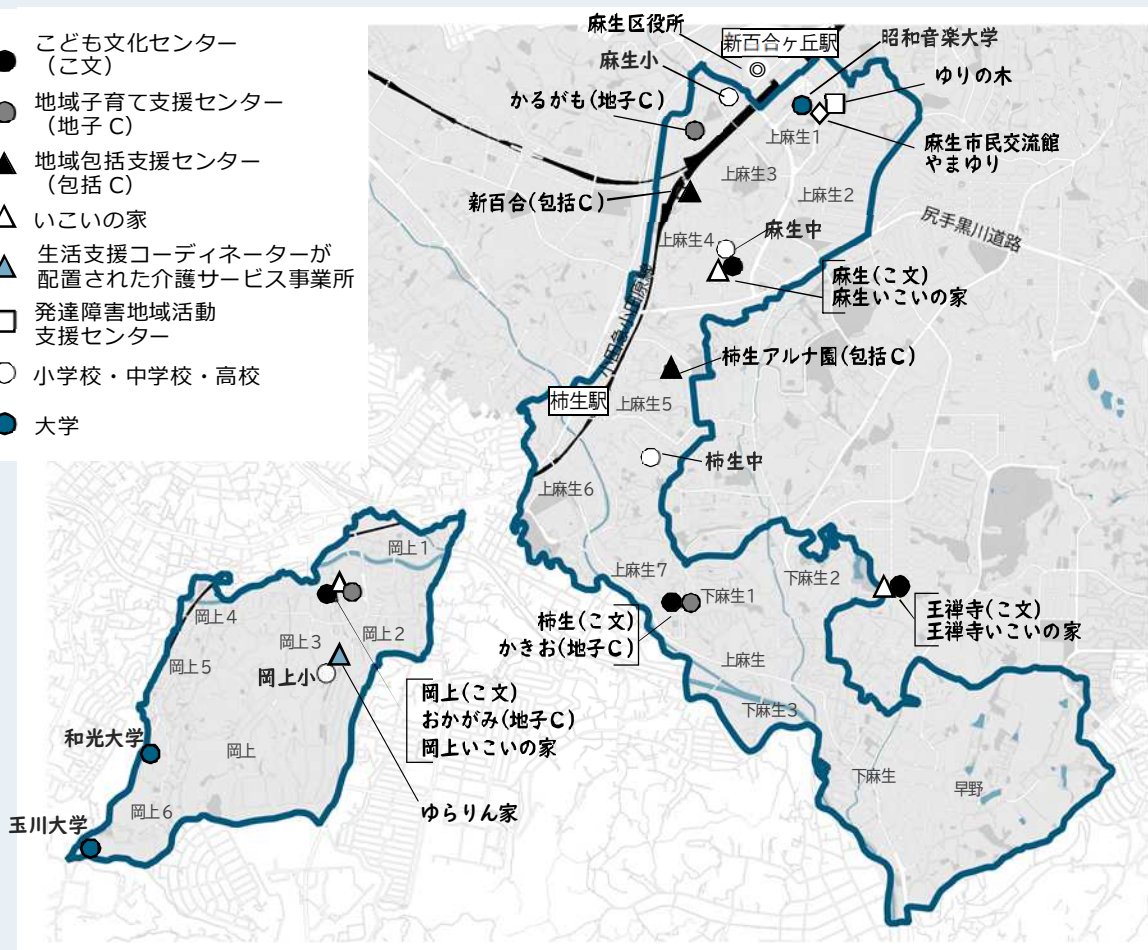 こども文化センター
（こ文）
地域子育て支援センター
（地子C）
地域包括支援センター
（包括C）
いこいの家
生活支援コーディネーターが
配置された介護サービス事業所
発達障害地域活動
支援センター
小学校・中学校・高校
大学
麻生区役所
新百合ヶ丘駅
昭和音楽大学
麻生小
ゆりの木
かるがも(地子C)
上麻生1
麻生市民交流館
やまゆり
上麻生3
上麻生2
新百合(包括C)
尻手黒川道路
麻生中
上麻生4
麻生(こ文)
麻生いこいの家
小田急小田原線
柿生アルナ園(包括C)
柿生駅
上麻生5
柿生中
上麻生6
岡上1
上麻生7
下麻生2
下麻生1
柿生(こ文)
かきお(地子C)
王禅寺(こ文)
王禅寺いこいの家
岡上4
岡上3
岡上2
岡上5
岡上小
上麻生
岡上(こ文)
おかがみ(地子C)
岡上いこいの家
下麻生3
和光大学
岡上
下麻生
早野
ゆらりん家
岡上6
玉川大学